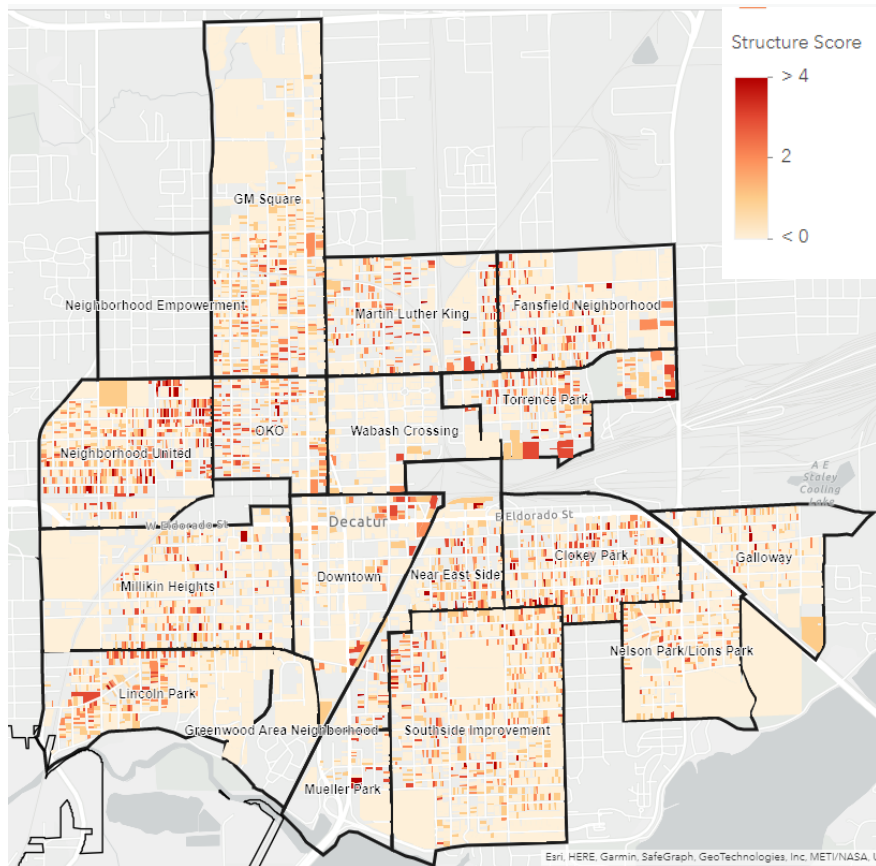 Structure Score
> 4
2
< 0
GM Square
Neighborhood Empowerment
Martin Luther King
Fansfield Neighborhood
Torrence Park
OKO
Wabash Crossing
Neighborhood United
A E
Staley
Cooling
Lake
W Eldorado St
Decatur
E Eldorado St
Clokey Park
Galloway
Millikin Heights
Downtown
Near East Side
Nelson Park/Lions Park
Lincoln Park
Greenwood Area Neighborhood
Southside Improvement
Mueller Park
Esri, HERE, Garmin, SafeGraph, GeoTechnologies, Inc, METI/NASA, U